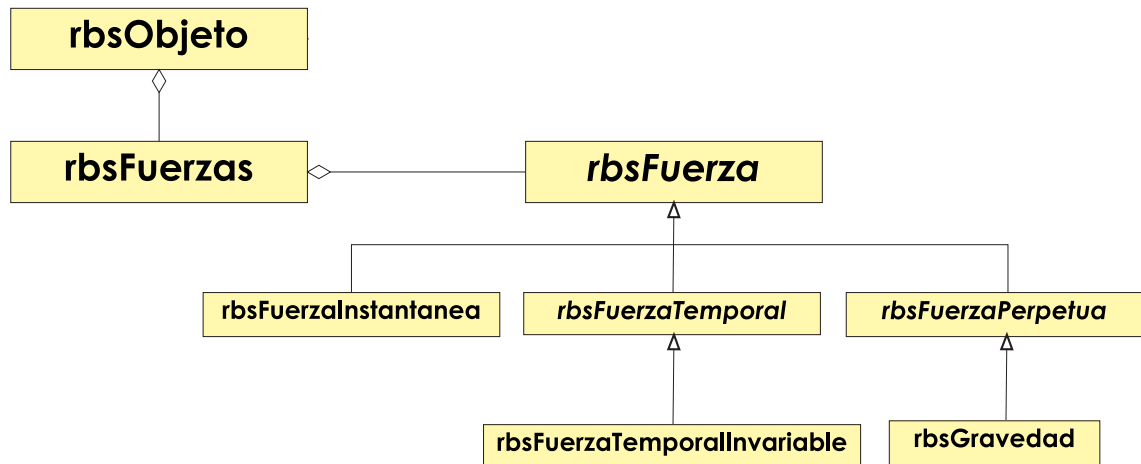 rbsObjeto
rbsFuerzas
rbsFuerza
rbsFuerzaInstantanea
rbsFuerzaTemporal
rbsFuerzaPerpetua
rbsFuerzaTemporalInvariable
rbsGravedad